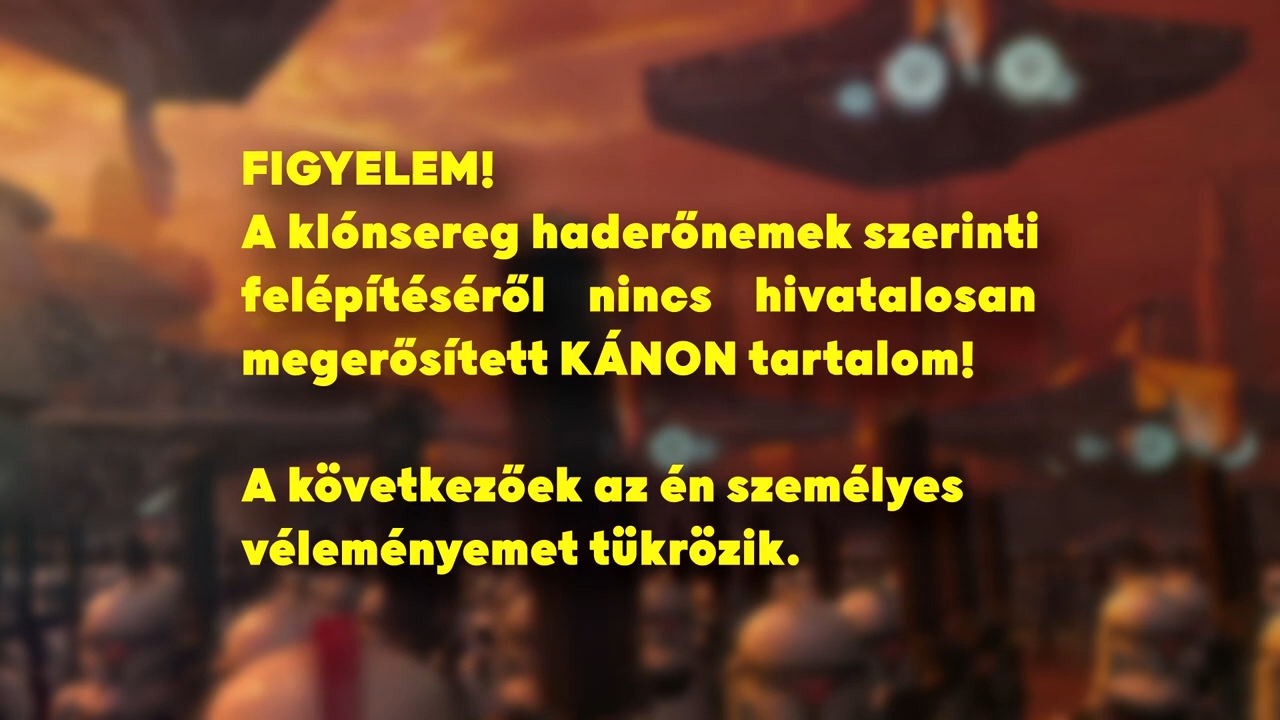 FIGYELEM!
A klónsereg haderőnemek szerinti
felépítéséről nincs hivatalosan
megerősített KÁNON tartalom!
A következőek az én személyes
véleményemet tükrözik.